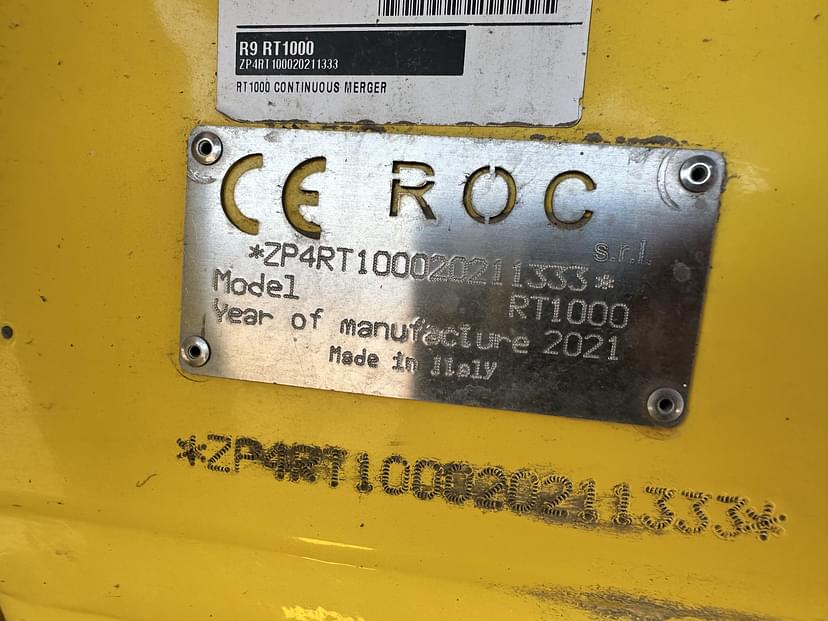 R9 RT1000
ZP4RT100020211333
RT1000 CONTINUOUS MERGER
CE ROC
s.r.l.
*ZP4RT100020211333*
Model RT1000
Year of manufacture 2021
Made in Italy
*ZP4RT100020211333*